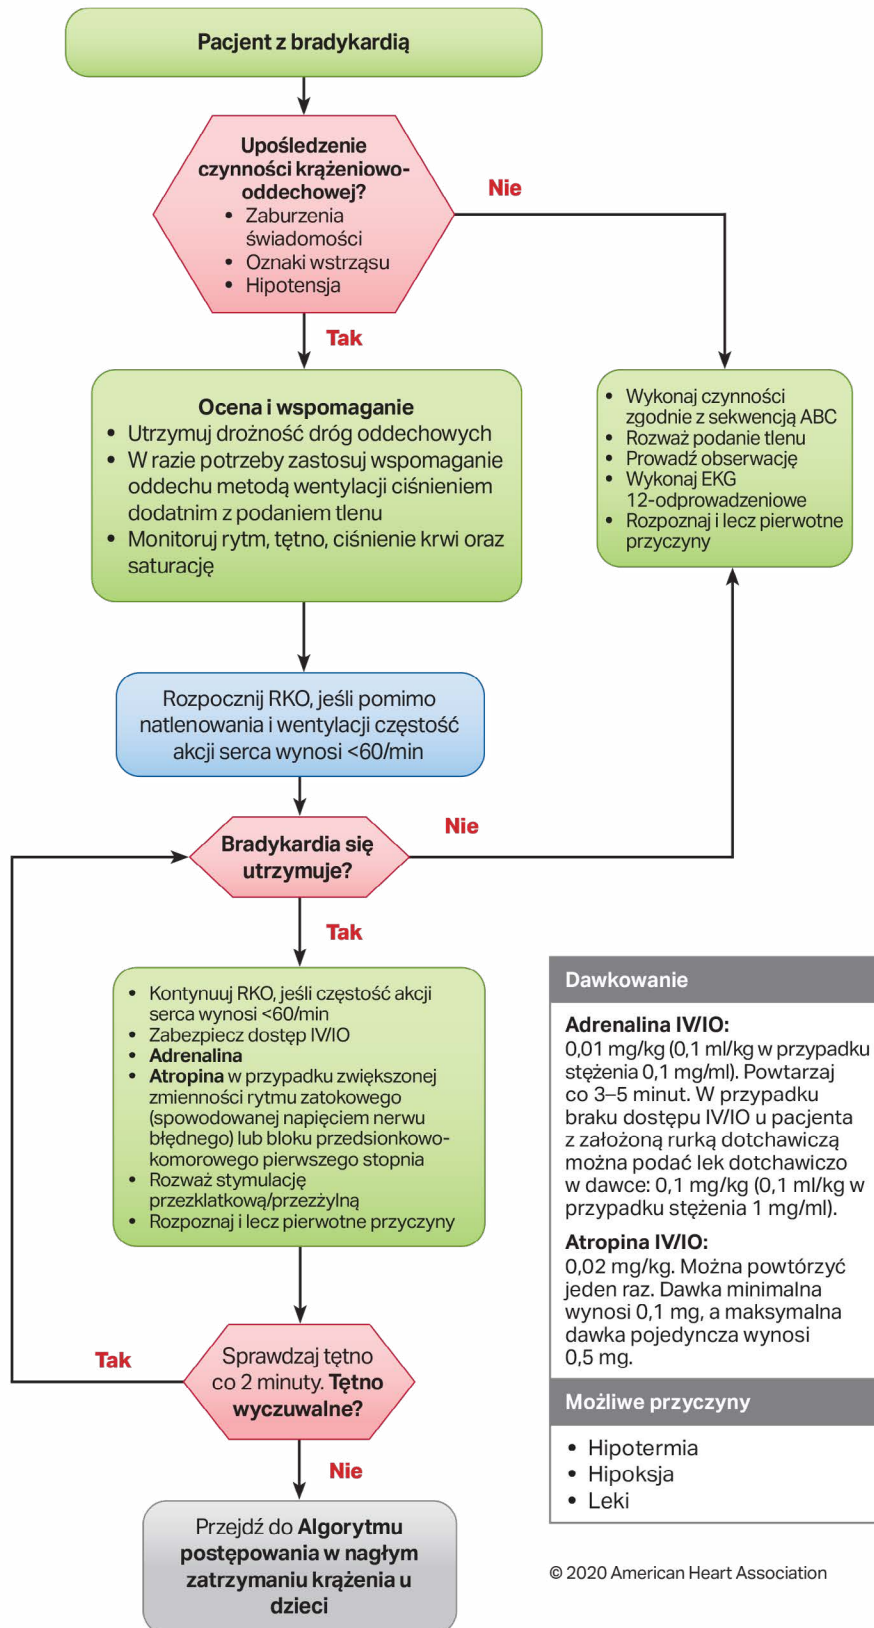 Pacjent z bradykardią
Upośledzenie
czynności krążeniowo-
oddechowej?
• Zaburzenia
świadomości
• Oznaki wstrząsu
• Hipotensja
Nie
Tak
Ocena i wspomaganie
• Utrzymuj drożność dróg oddechowych
• W razie potrzeby zastosuj wspomaganie
oddechu metodą wentylacji ciśnieniem
dodatnim z podaniem tlenu
• Monitoruj rytm, tętno, ciśnienie krwi oraz
saturację
• Wykonaj czynności
zgodnie z sekwencją ABC
• Rozważ podanie tlenu
• Prowadź obserwację
• Wykonaj EKG
12-odprowadzeniowe
• Rozpoznaj i lecz pierwotne
przyczyny
Rozpocznij RKO, jeśli pomimo
natlenowania i wentylacji częstość
akcji serca wynosi <60/min
Bradykardia się
utrzymuje?
Nie
Tak
• Kontynuuj RKO, jeśli częstość akcji
serca wynosi <60/min
• Zabezpiecz dostęp IV/IO
• Adrenalina
• Atropina w przypadku zwiększonej
zmienności rytmu zatokowego
(spowodowanej napięciem nerwu
błędnego) lub bloku przedsionkowo-
komorowego pierwszego stopnia
• Rozważ stymulację
przezklatkową/przezżylną
• Rozpoznaj i lecz pierwotne przyczyny
Sprawdzaj tętno
co 2 minuty. Tętno
wyczuwalne?
Tak
Nie
Przejdź do Algorytmu
postępowania w nagłym
zatrzymaniu krążenia u
dzieci
Dawkowanie
Adrenalina IV/IO:
0,01 mg/kg (0,1 ml/kg w przypadku
stężenia 0,1 mg/ml). Powtarzaj
co 3–5 minut. W przypadku
braku dostępu IV/IO u pacjenta
z założoną rurką dotchawiczą
można podać lek dotchawiczo
w dawce: 0,1 mg/kg (0,1 ml/kg w
przypadku stężenia 1 mg/ml).
Atropina IV/IO:
0,02 mg/kg. Można powtórzyć
jeden raz. Dawka minimalna
wynosi 0,1 mg, a maksymalna
dawka pojedyncza wynosi
0,5 mg.
Możliwe przyczyny
• Hipotermia
• Hipoksja
• Leki
© 2020 American Heart Association